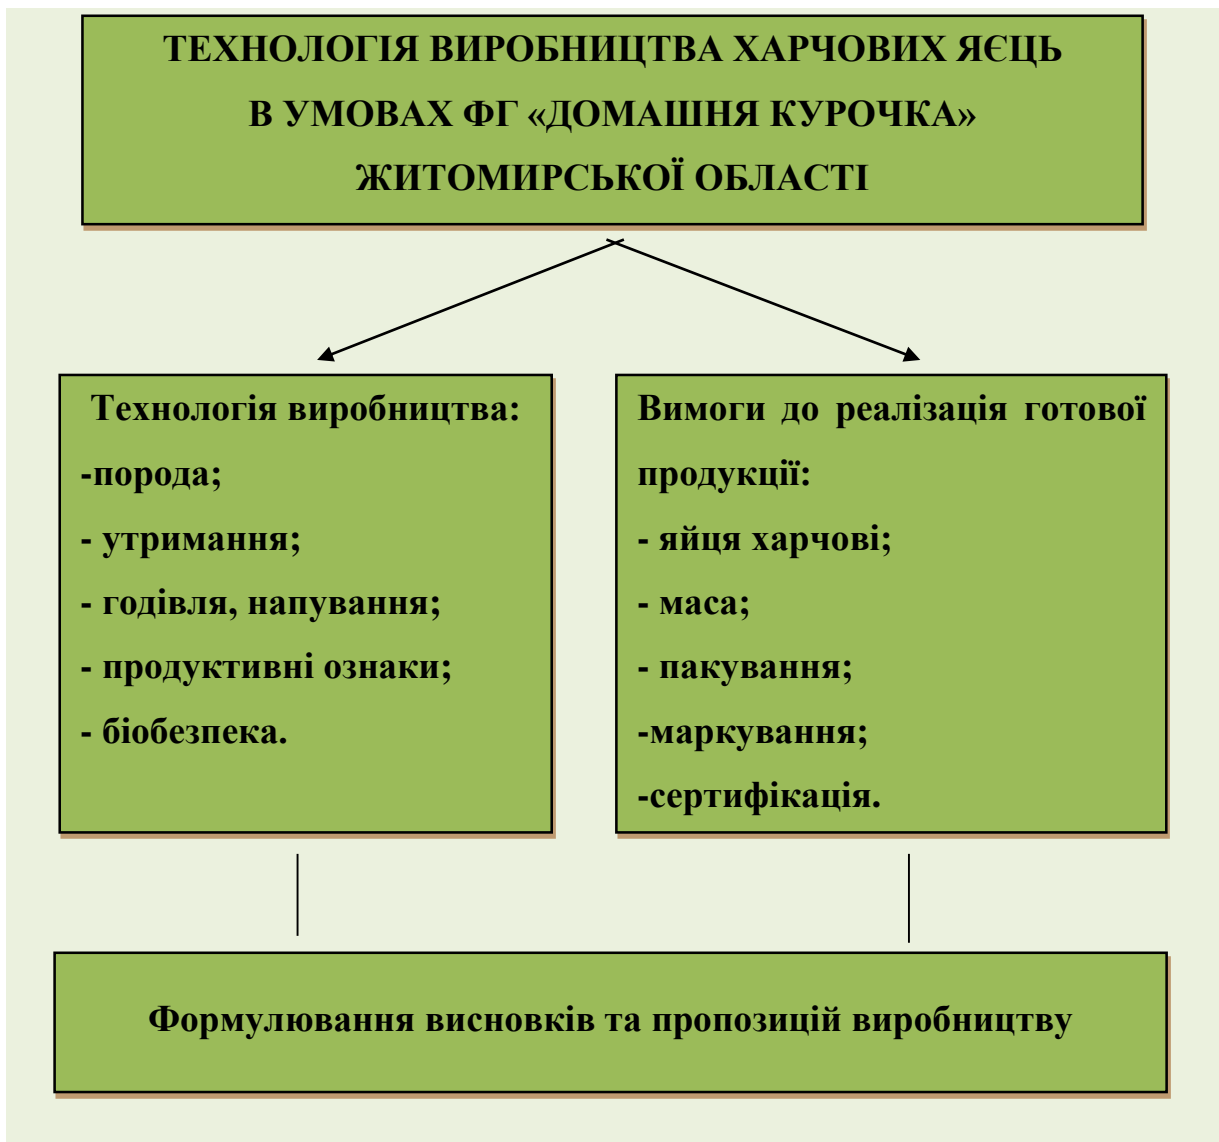 ТЕХНОЛОГІЯ ВИРОБНИЦТВА ХАРЧОВИХ ЯЄЦЬ
В УМОВАХ ФГ «ДОМАШНЯ КУРОЧКА»
ЖИТОМИРСЬКОЇ ОБЛАСТІ
Технологія виробництва:
-порода;
- утримання;
- годівля, напування;
- продуктивні ознаки;
- біобезпека.
Вимоги до реалізація готової
продукції:
- яйця харчові;
- маса;
- пакування;
-маркування;
-сертифікація.
Формулювання висновків та пропозицій виробництву